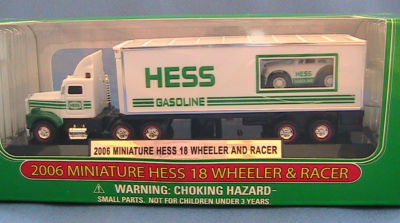 HESS
GASOLINE
2006 MINIATURE HESS 18 WHEELER AND RACER
2006 MINIATURE HESS 18 WHEELER & RACER
WARNING: CHOKING HAZARD-
SMALL PARTS. NOT FOR CHILDREN UNDER 3 YEARS.